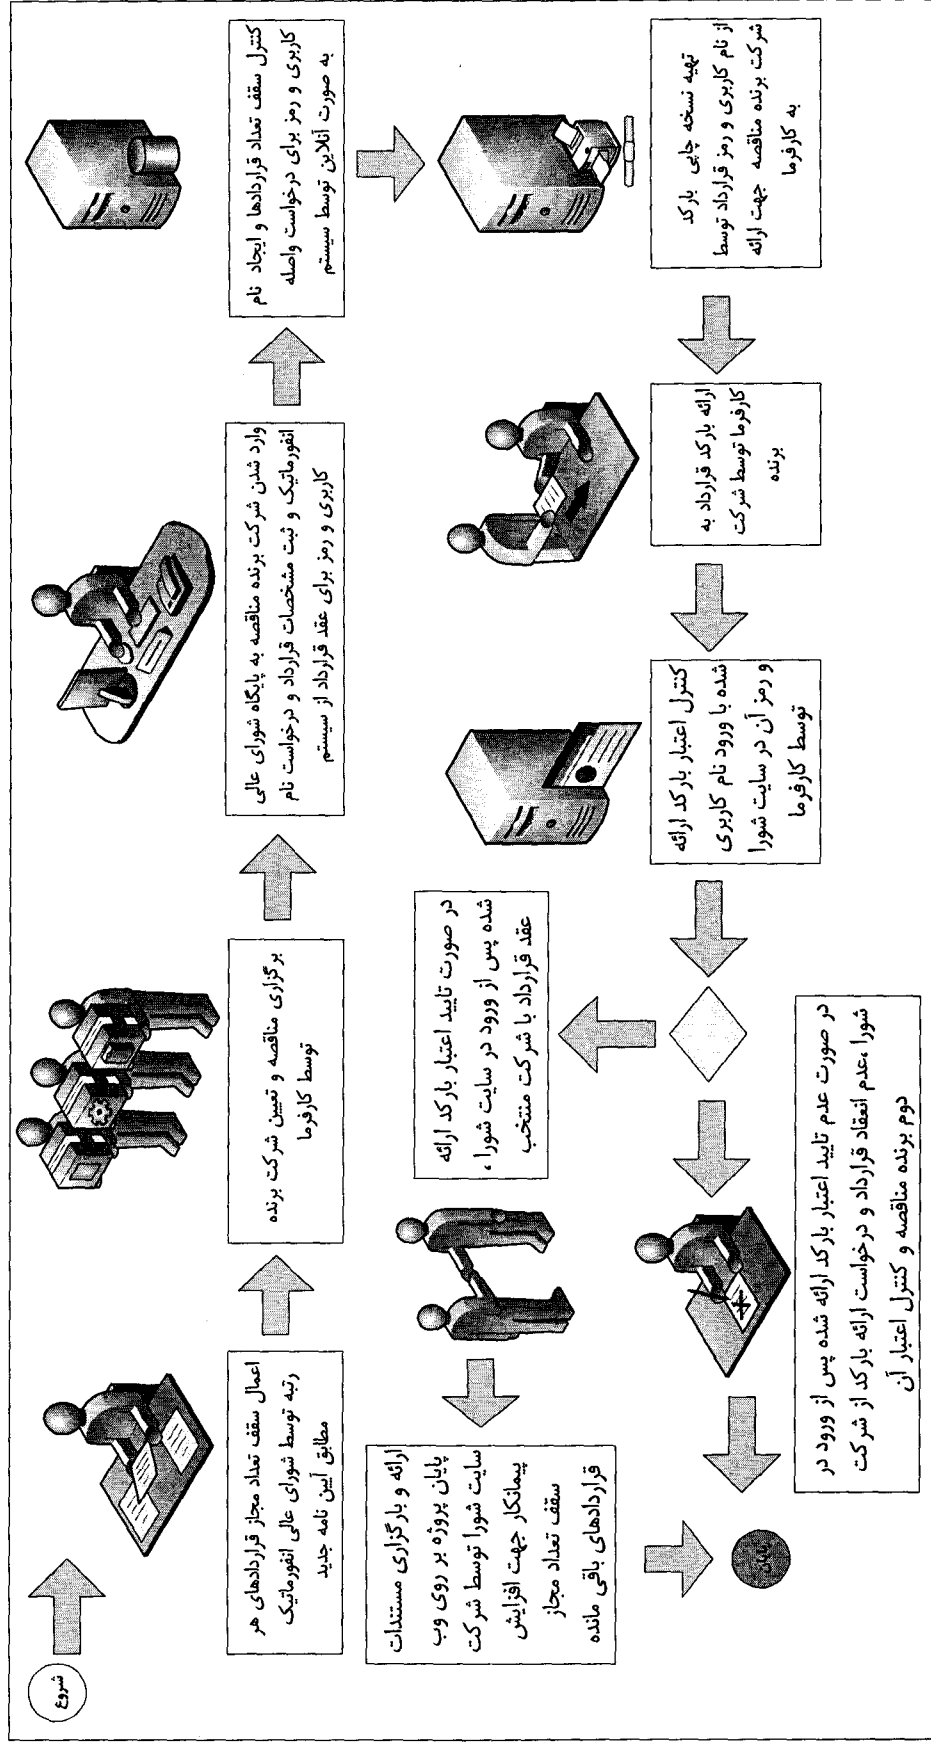 شروع
اعمال سقف تعداد مجاز قراردادهای هر
رتبه توسط شورای عالی انفورماتیک
مطابق آیین نامه جدید
برگزاری مناقصه و تعیین شرکت برنده
توسط کارفرما
وارد شدن شرکت برنده مناقصه به پایگاه شورای عالی
انفورماتیک و ثبت مشخصات قرارداد و درخواست نام
کاربری و رمز برای عقد قرارداد از سیستم
کنترل سقف تعداد قراردادها و ایجاد نام
کاربری و رمز برای درخواست واصله
به صورت آنلاین توسط سیستم
تهیه نسخه چاپی بارکد
از نام کاربری و رمز قرارداد توسط
شرکت برنده مناقصه جهت ارائه
به کارفرما
ارائه بارکد قرارداد به
کارفرما توسط شرکت
برنده
کنترل اعتبار بارکد ارائه
شده با ورود نام کاربری
و رمز آن در سایت شورا
توسط کارفرما
در صورت تایید اعتبار بارکد ارائه
شده پس از ورود در سایت شورا ،
عقد قرارداد با شرکت منتخب
در صورت عدم تایید اعتبار بارکد ارائه شده پس از ورود در
شورا ،عدم انعقاد قرارداد و درخواست ارائه بارکد از شرکت
دوم برنده مناقصه و کنترل اعتبار آن
ارائه و بارگزاری مستندات
پایان پروژه بر روی وب
سایت شورا توسط شرکت
پیمانکار جهت افزایش
سقف تعداد مجاز
قراردادهای باقی مانده
پایان